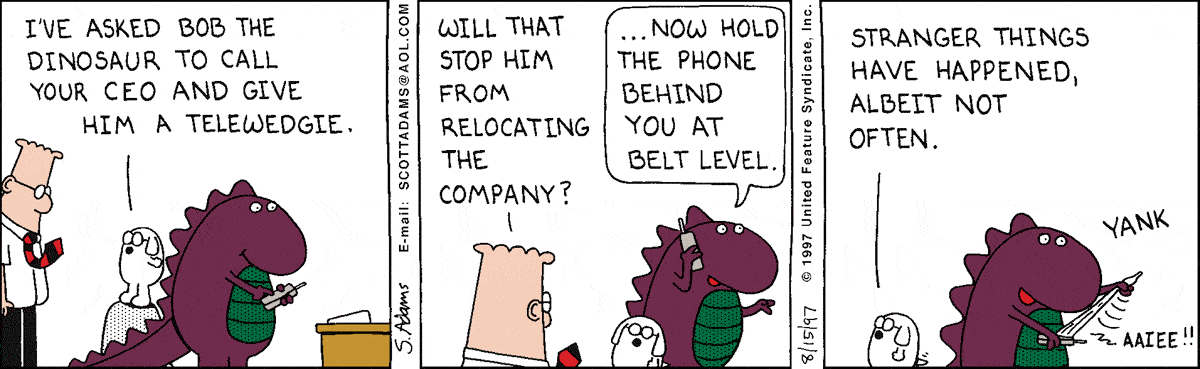 I'VE ASKED BOB THE
DINOSAUR TO CALL
YOUR CEO AND GIVE
HIM A TELEWEDGIE.
S.Adams E-mail: SCOTTADAMS@AOL.COM
WILL THAT
STOP HIM
FROM
RELOCATING
THE
COMPANY?
...NOW HOLD
THE PHONE
BEHIND
YOU AT
BELT LEVEL.
8/15/97 © 1997 United Feature Syndicate, Inc.
STRANGER THINGS
HAVE HAPPENED,
ALBEIT NOT
OFTEN.
YANK
AAIEE!!